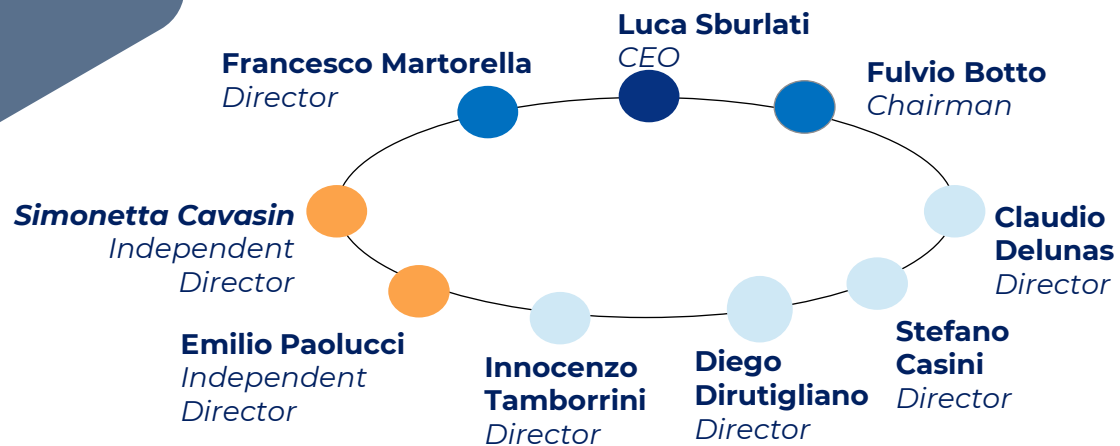 Luca Sburlati
CEO
Francesco Martorella
Director
Fulvio Botto
Chairman
Simonetta Cavasin
Independent
Director
Claudio
Delunas
Director
Emilio Paolucci
Independent
Director
Innocenzo
Tamborrini
Director
Diego
Dirutigliano
Director
Stefano
Casini
Director